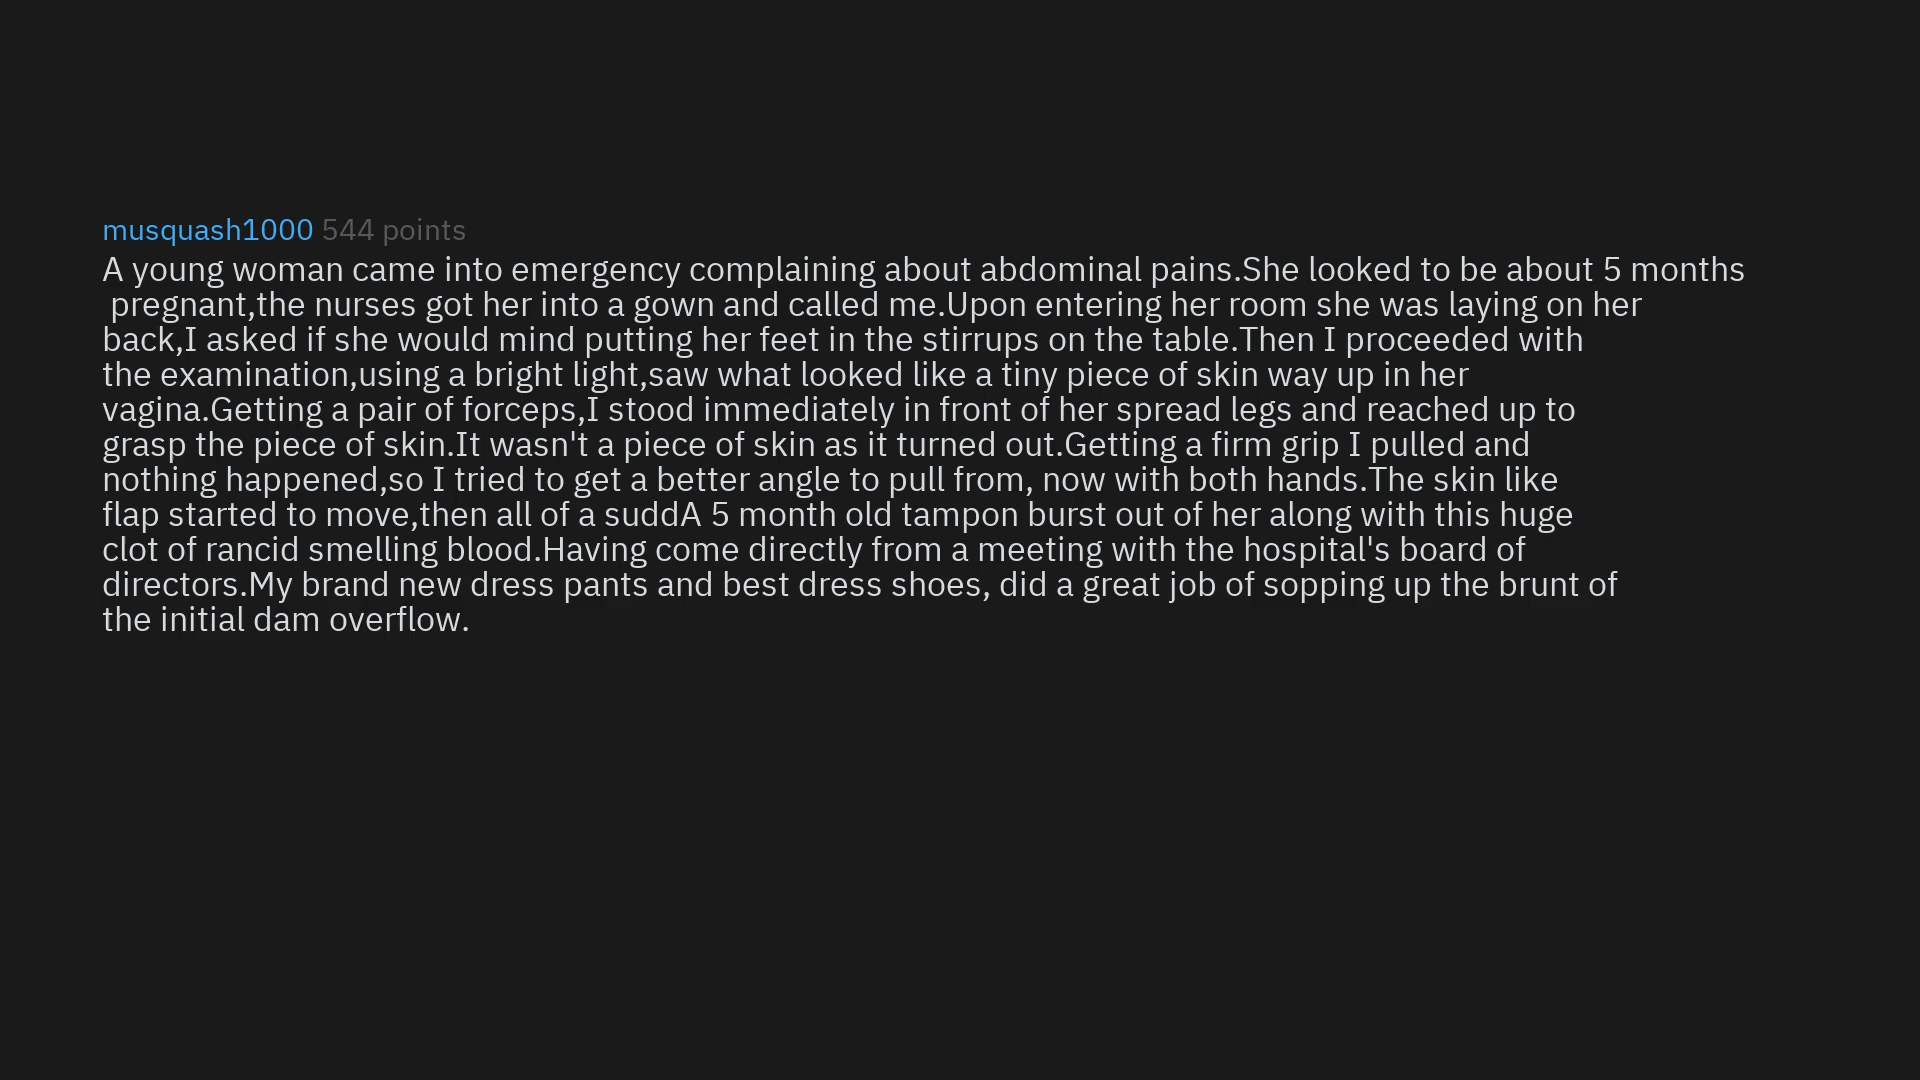 musquash1000 544 points
A young woman came into emergency complaining about abdominal pains.She looked to be about 5 months
pregnant,the nurses got her into a gown and called me.Upon entering her room she was laying on her
back,I asked if she would mind putting her feet in the stirrups on the table.Then I proceeded with
the examination,using a bright light,saw what looked like a tiny piece of skin way up in her
vagina.Getting a pair of forceps,I stood immediately in front of her spread legs and reached up to
grasp the piece of skin.It wasn't a piece of skin as it turned out.Getting a firm grip I pulled and
nothing happened,so I tried to get a better angle to pull from, now with both hands.The skin like
flap started to move,then all of a suddA 5 month old tampon burst out of her along with this huge
clot of rancid smelling blood.Having come directly from a meeting with the hospital's board of
directors.My brand new dress pants and best dress shoes, did a great job of sopping up the brunt of
the initial dam overflow.